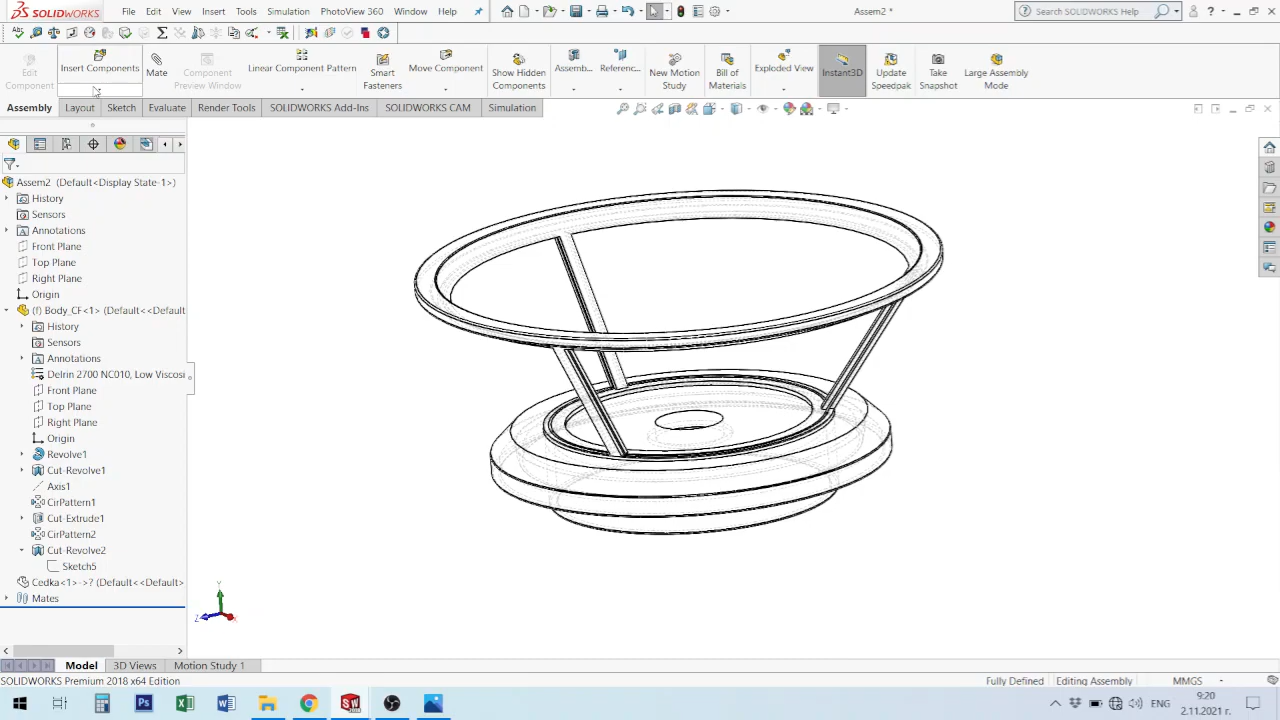 SOLIDWORKS
File
Edit
View
Insert
Tools
Simulation
PhotoView 360
Window
Help
Assem2 *
Search SOLIDWORKS Help
Edit Component
Insert Components
Mate
Component Preview Window
Linear Component Pattern
Smart Fasteners
Move Component
Show Hidden Components
Assemb...
Referenc...
New Motion Study
Bill of Materials
Exploded View
Instant3D
Update Speedpak
Take Snapshot
Large Assembly Mode
Assembly
Layout
Sketch
Evaluate
Render Tools
SOLIDWORKS Add-Ins
SOLIDWORKS CAM
Simulation
Assem2 (Default<Display State-1>)
History
Sensors
Annotations
Front Plane
Top Plane
Right Plane
Origin
(f) Body_CF<1> (Default<<Default
History
Sensors
Annotations
Delrin 2700 NC010, Low Viscosi
Front Plane
Top Plane
Right Plane
Origin
Revolve1
Cut-Revolve1
Axis1
CirPattern1
Cut-Extrude1
CirPattern2
Cut-Revolve2
Sketch5
Cedka<1>->? (Default<<Default>
Mates
Y
Z
Model
3D Views
Motion Study 1
SOLIDWORKS Premium 2018 x64 Edition
Fully Defined
Editing Assembly
MMGS
ENG
9:20
2.11.2021 г.